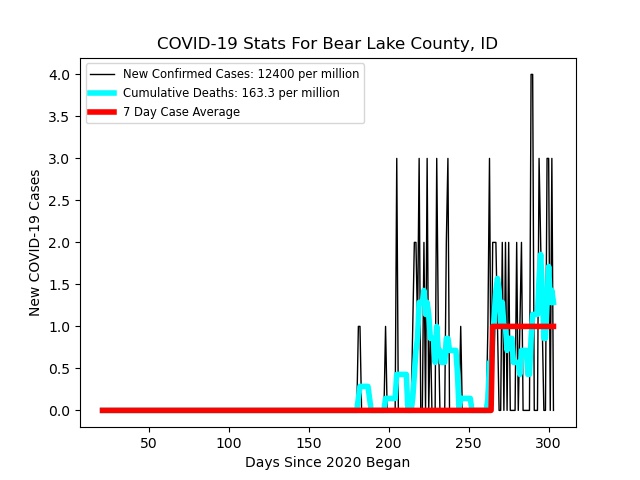 COVID-19 Stats For Bear Lake County, ID
New Confirmed Cases: 12400 per million
Cumulative Deaths: 163.3 per million
7 Day Case Average
New COVID-19 Cases
4.0
3.5
3.0
2.5
2.0
1.5
1.0
0.5
0.0
50 100 150 200 250 300
Days Since 2020 Began